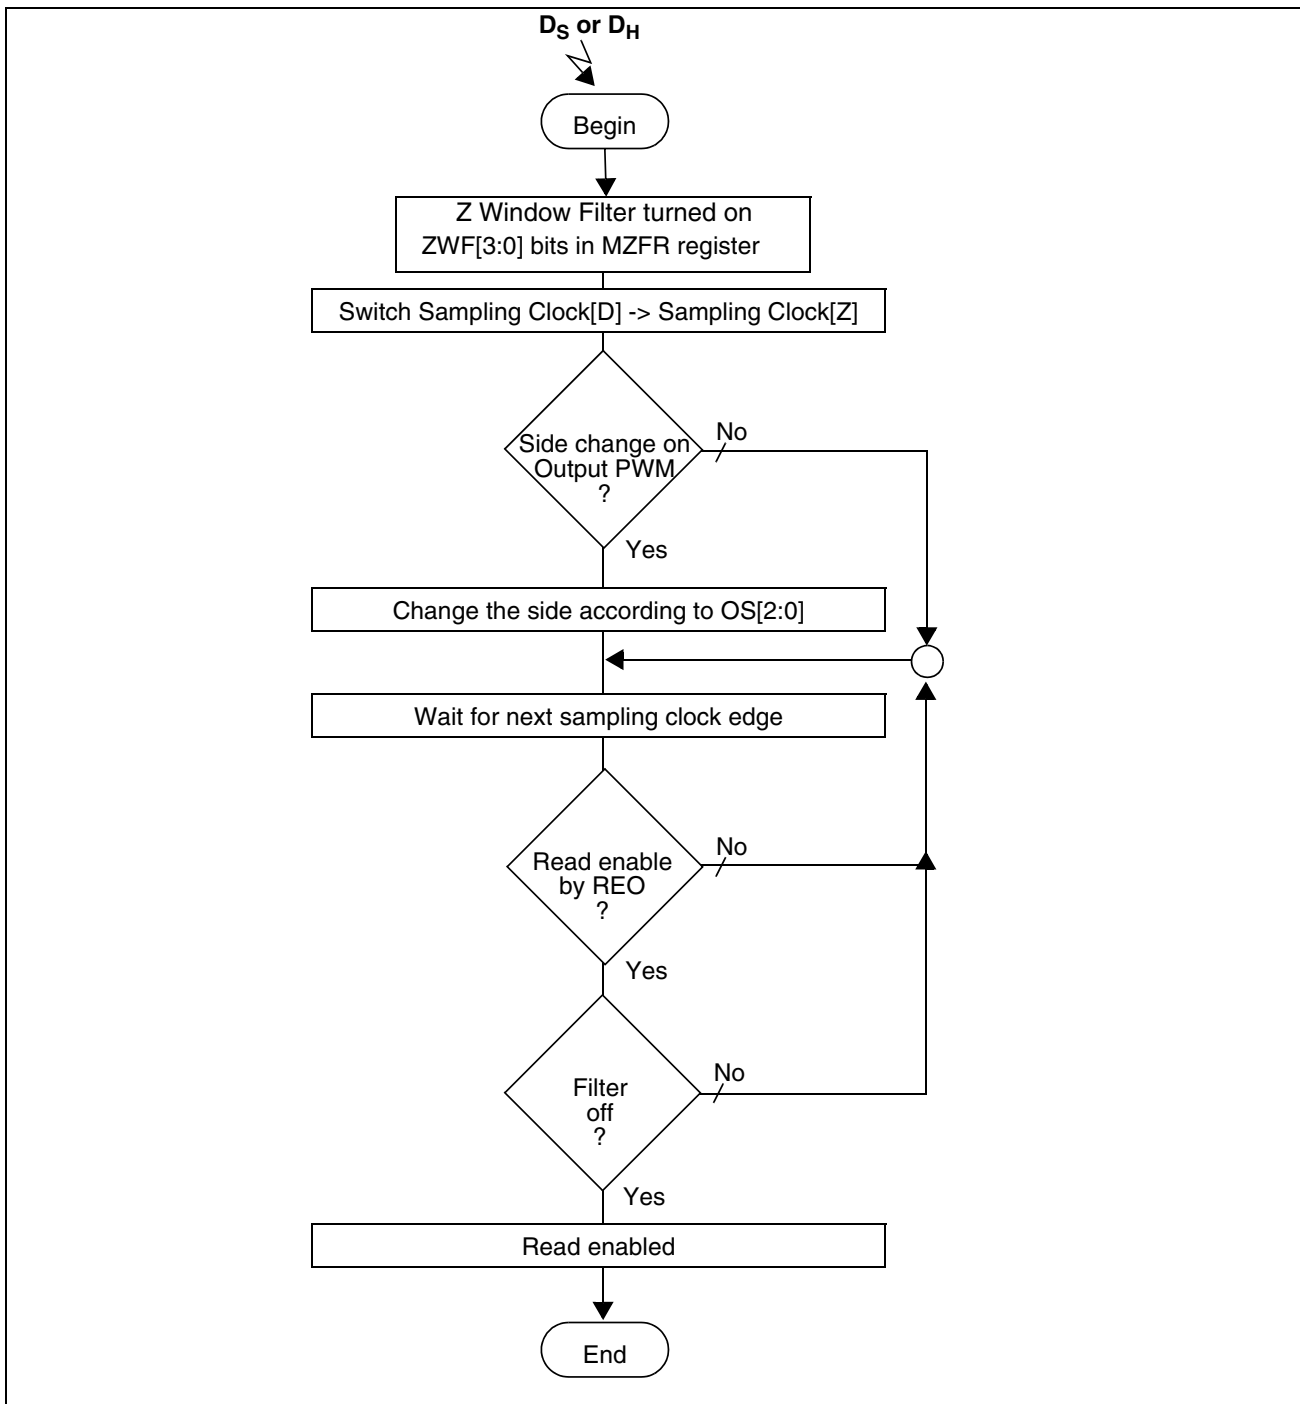 DS or DH
Begin
Z Window Filter turned on
ZWF[3:0] bits in MZFR register
Switch Sampling Clock[D] -> Sampling Clock[Z]
No
Side change on
Output PWM
?
Yes
Change the side according to OS[2:0]
Wait for next sampling clock edge
No
Read enable
by REO
?
Yes
No
Filter
off
?
Yes
Read enabled
End